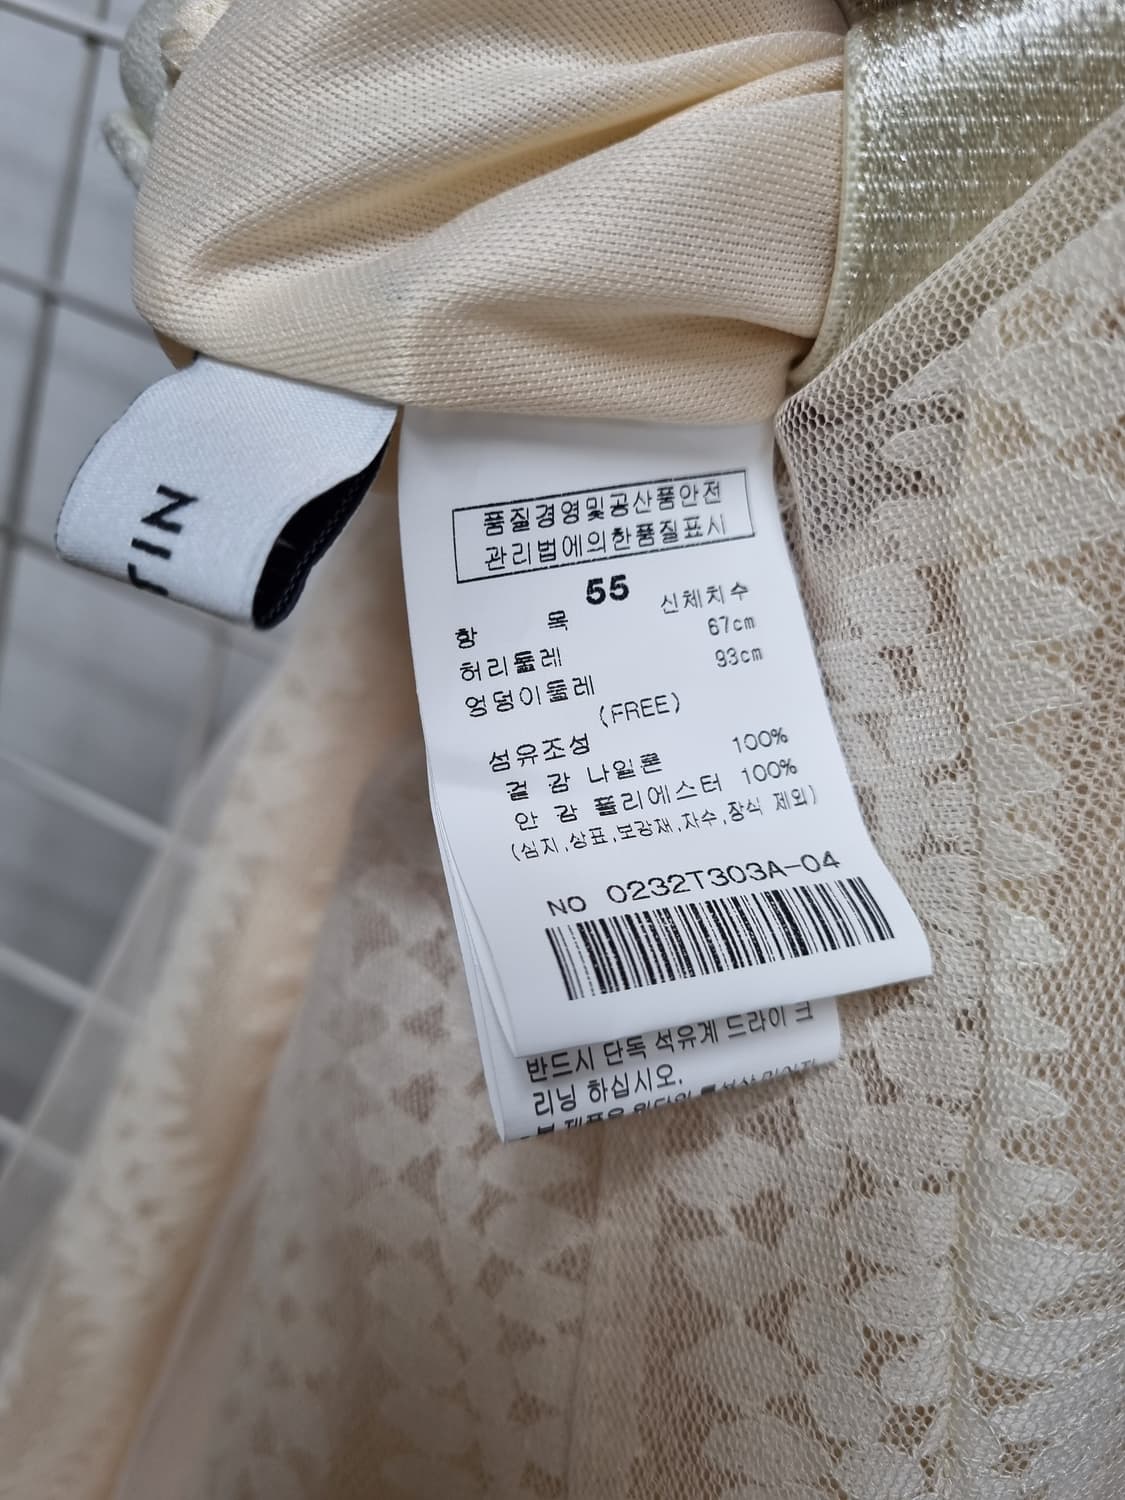 품질경영및공산품안전
관리법에의한품질표시
55
항 목 신체치수
허리둘레 67cm
엉덩이둘레 93cm
(FREE)
섬유조성
겉 감 나일론 100%
안 감 폴리에스터 100%
(심지,상표,보강재,자수,장식 제외)
NO 0232T303A-04
반드시 단독 석유계 드라이 크
리닝 하십시오.